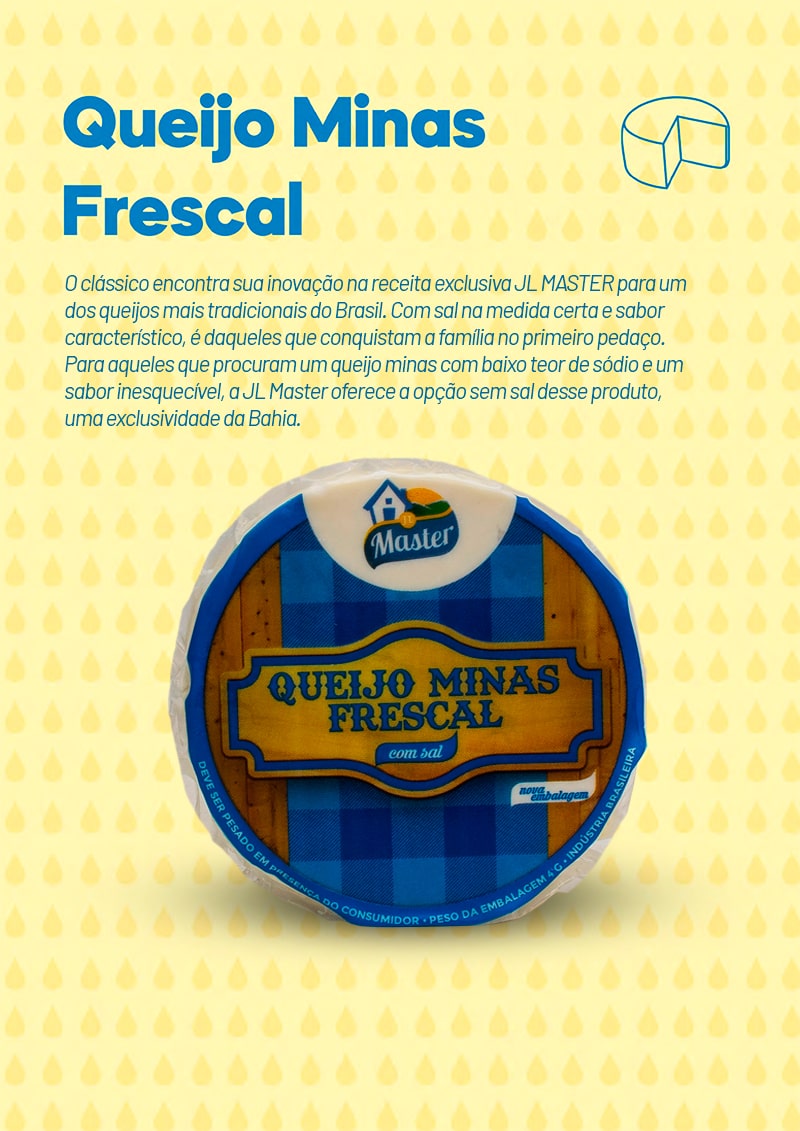 Queijo Minas
Frescal
O clássico encontra sua inovação na receita exclusiva JL MASTER para um
dos queijos mais tradicionais do Brasil. Com sal na medida certa e sabor
característico, é daqueles que conquistam a família no primeiro pedaço.
Para aqueles que procuram um queijo minas com baixo teor de sódio e um
sabor inesquecível, a JL Master oferece a opção sem sal desse produto,
uma exclusividade da Bahia.
Master
QUEIJO MINAS
FRESCAL
com sal
nova
embalagem
DEVE SER PESADO EM PRESENÇA DO CONSUMIDOR • PESO DA EMBALAGEM 4 G • INDÚSTRIA BRASILEIRA